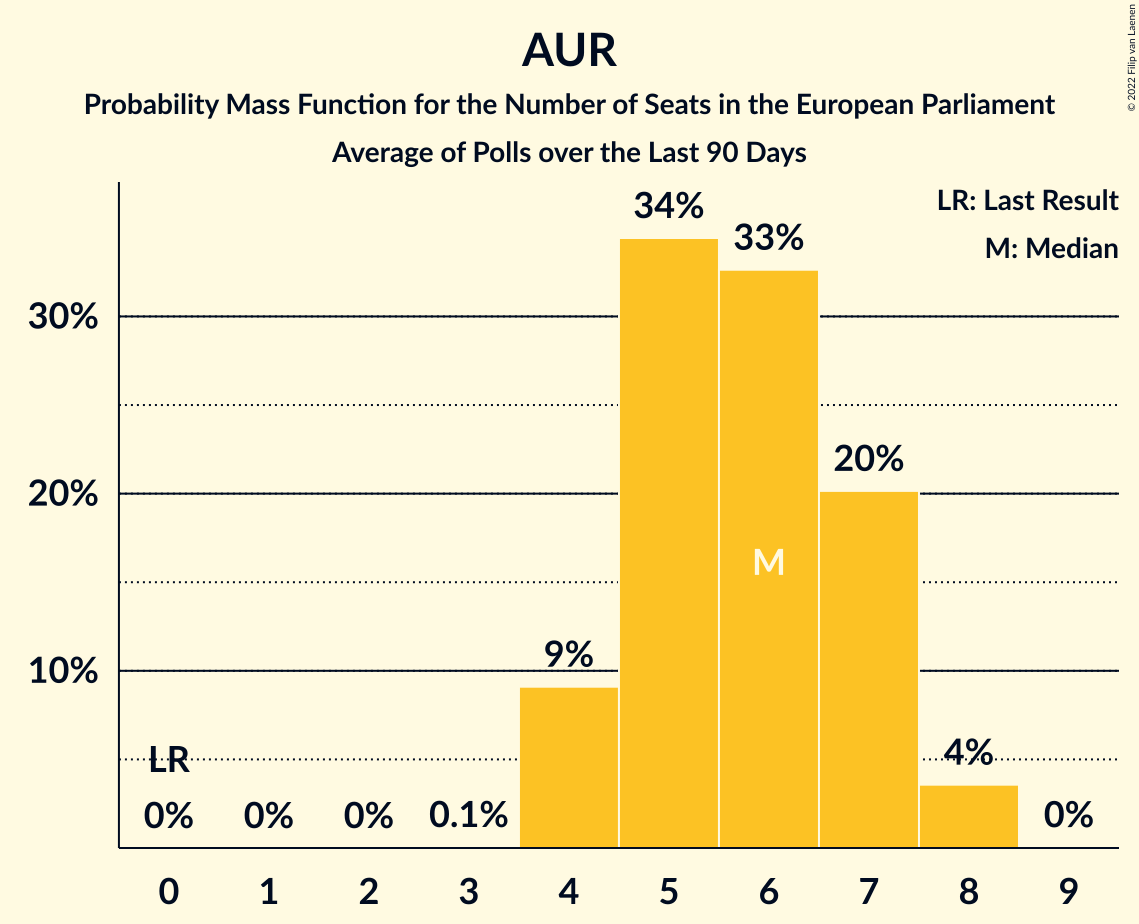 AUR
Probability Mass Function for the Number of Seats in the European Parliament
Average of Polls over the Last 90 Days
© 2022 Filip van Laenen
LR: Last Result
M: Median
34%
33%
30%
20%
20%
M
9%
10%
LR
4%
0%
0%
0%
0.1%
0%
0 1 2 3 4 5 6 7 8 9